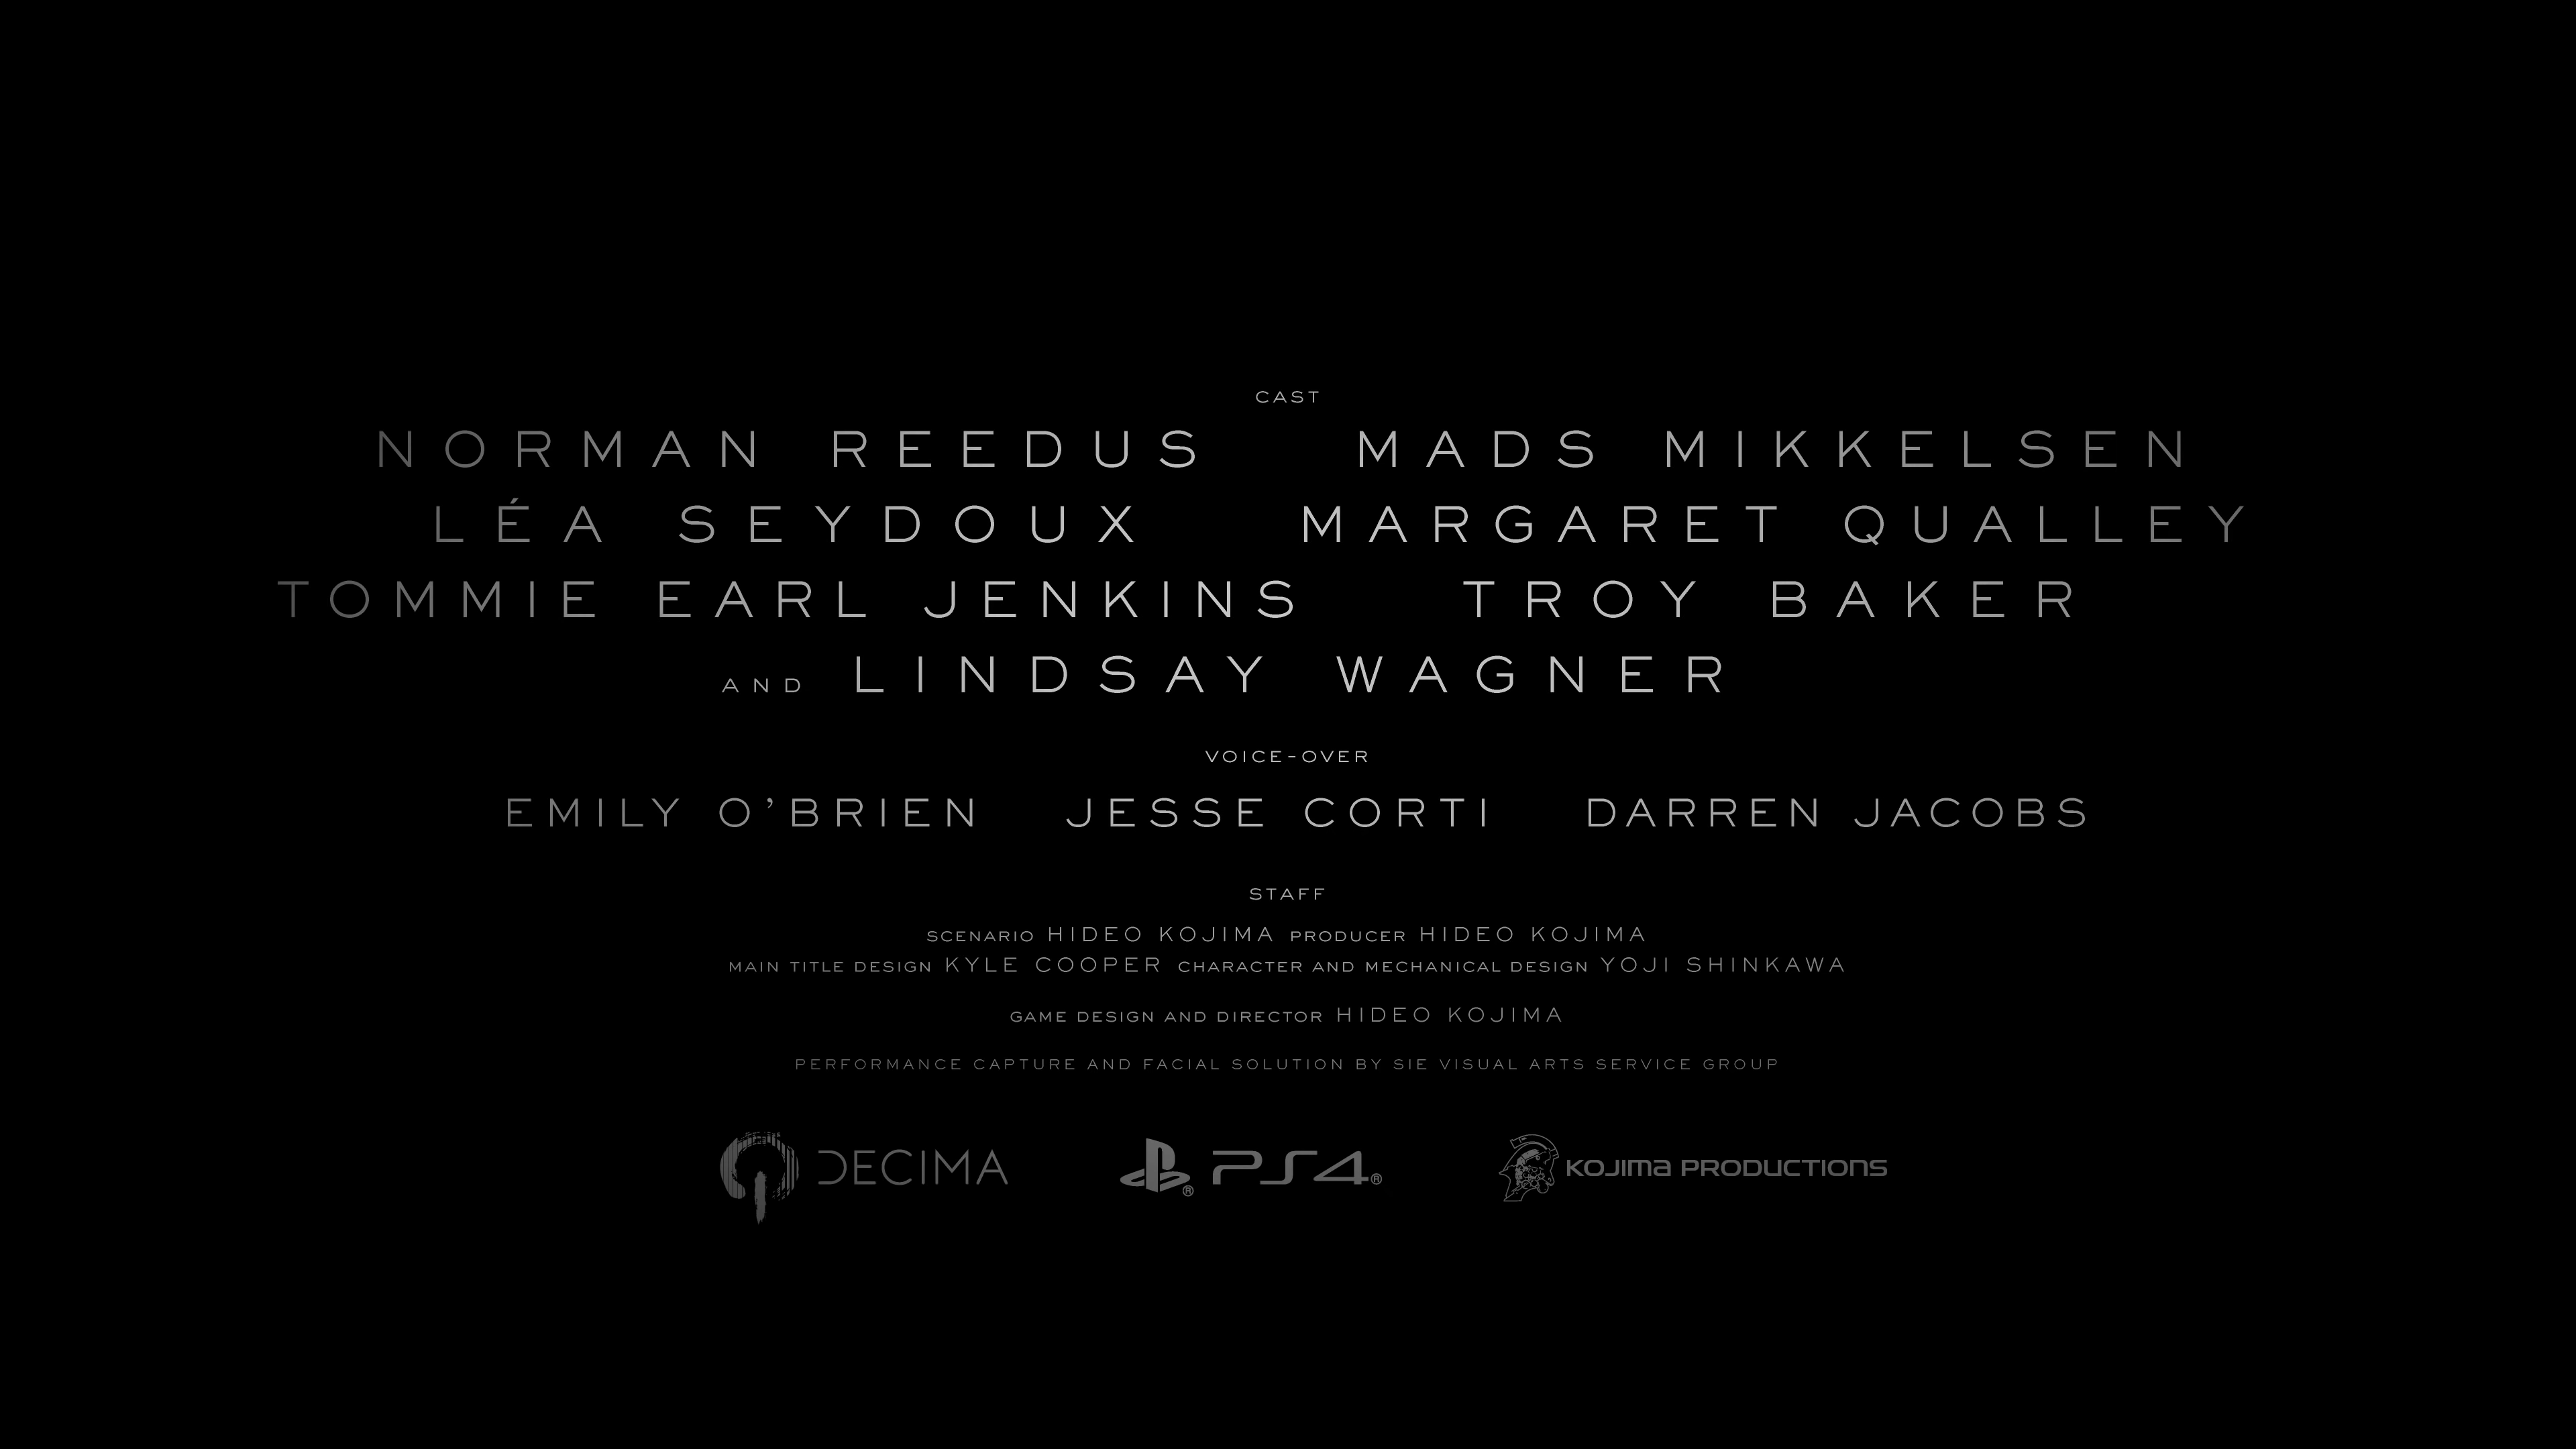 CAST
NORMAN REEDUS MADS MIKKELSEN
LÉA SEYDOUX MARGARET QUALLEY
TOMMIE EARL JENKINS TROY BAKER
AND LINDSAY WAGNER
VOICE-OVER
EMILY O’BRIEN JESSE CORTI DARREN JACOBS
STAFF
SCENARIO HIDEO KOJIMA PRODUCER HIDEO KOJIMA
MAIN TITLE DESIGN KYLE COOPER CHARACTER AND MECHANICAL DESIGN YOJI SHINKAWA
GAME DESIGN AND DIRECTOR HIDEO KOJIMA
PERFORMANCE CAPTURE AND FACIAL SOLUTION BY SIE VISUAL ARTS SERVICE GROUP
DECIMA ® PS4® KOJIMA PRODUCTIONS